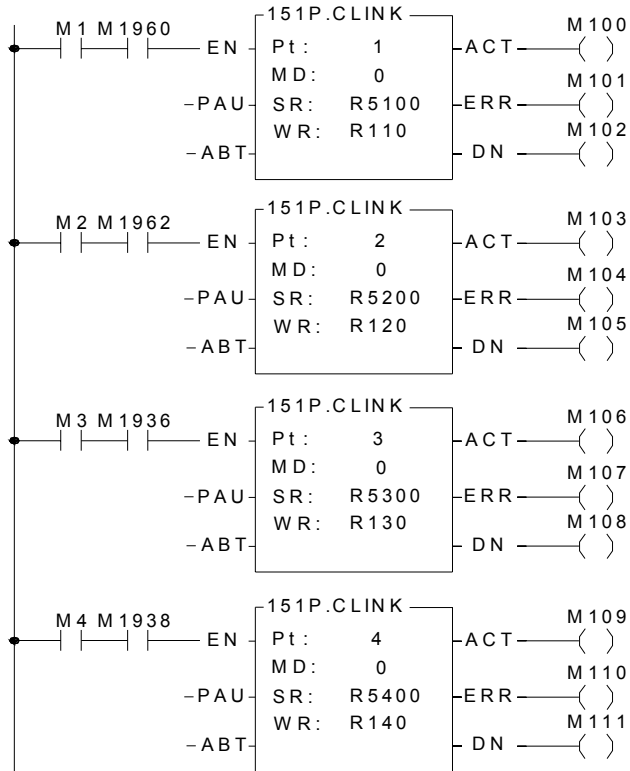 151P.CLINK
M1 M1960 EN Pt: 1 ACT M100
MD: 0 M101
PAU SR: R5100 ERR
WR: R110 M102
ABT DN
151P.CLINK
M2 M1962 EN Pt: 2 ACT M103
MD: 0 M104
PAU SR: R5200 ERR
WR: R120 M105
ABT DN
151P.CLINK
M3 M1936 EN Pt: 3 ACT M106
MD: 0 M107
PAU SR: R5300 ERR
WR: R130 M108
ABT DN
151P.CLINK
M4 M1938 EN Pt: 4 ACT M109
MD: 0 M110
PAU SR: R5400 ERR
WR: R140 M111
ABT DN